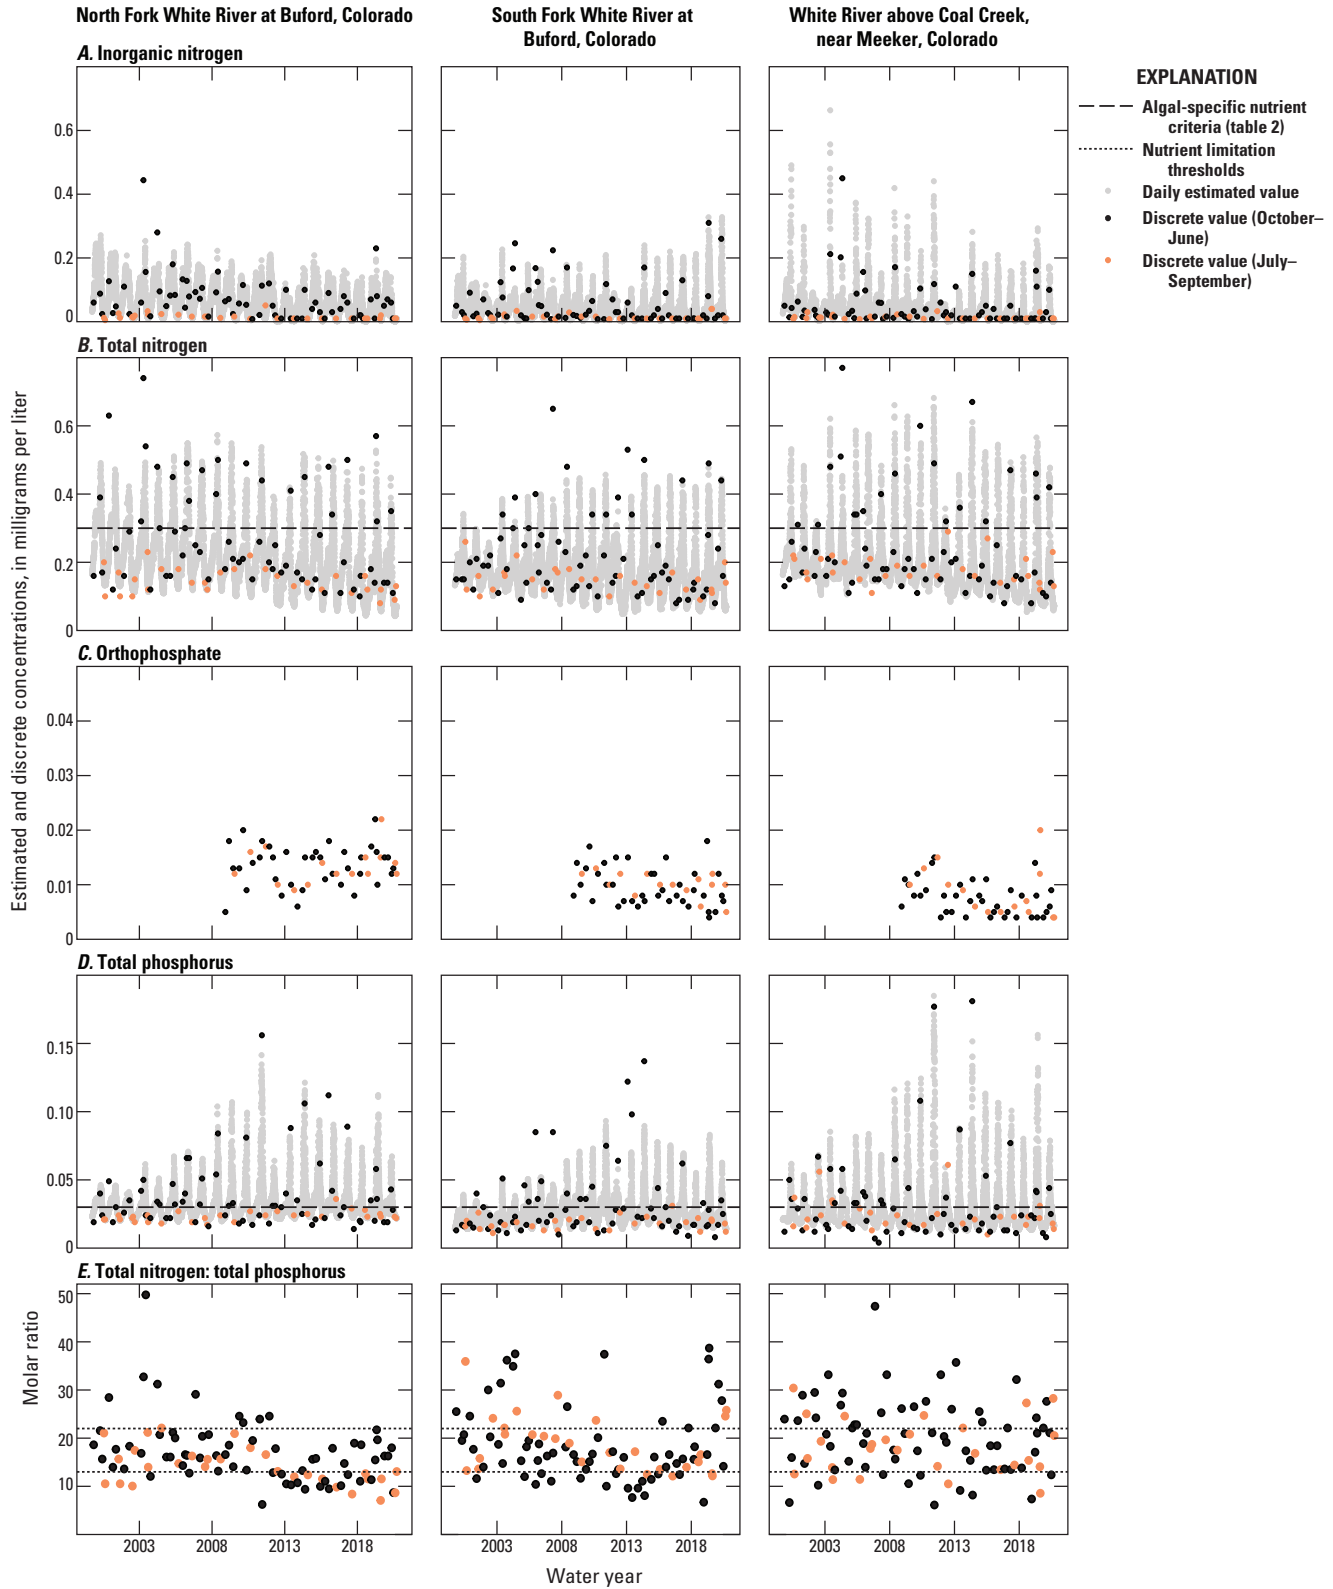 North Fork White River at Buford, Colorado
South Fork White River at
Buford, Colorado
White River above Coal Creek,
near Meeker, Colorado
A. Inorganic nitrogen
0.6
0.4
0.2
0
EXPLANATION
Algal-specific nutrient
criteria (table 2)
Nutrient limitation
thresholds
Daily estimated value
Discrete value (October–
June)
Discrete value (July–
September)
B. Total nitrogen
0.6
0.4
0.2
0
Estimated and discrete concentrations, in milligrams per liter
C. Orthophosphate
0.04
0.03
0.02
0.01
0
D. Total phosphorus
0.15
0.10
0.05
0
E. Total nitrogen: total phosphorus
Molar ratio
50
40
30
20
10
2003 2008 2013 2018
2003 2008 2013 2018
2003 2008 2013 2018
Water year